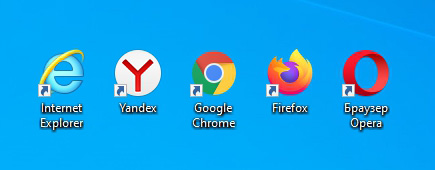 Internet Explorer
Yandex
Google Chrome
Firefox
Браузер Opera